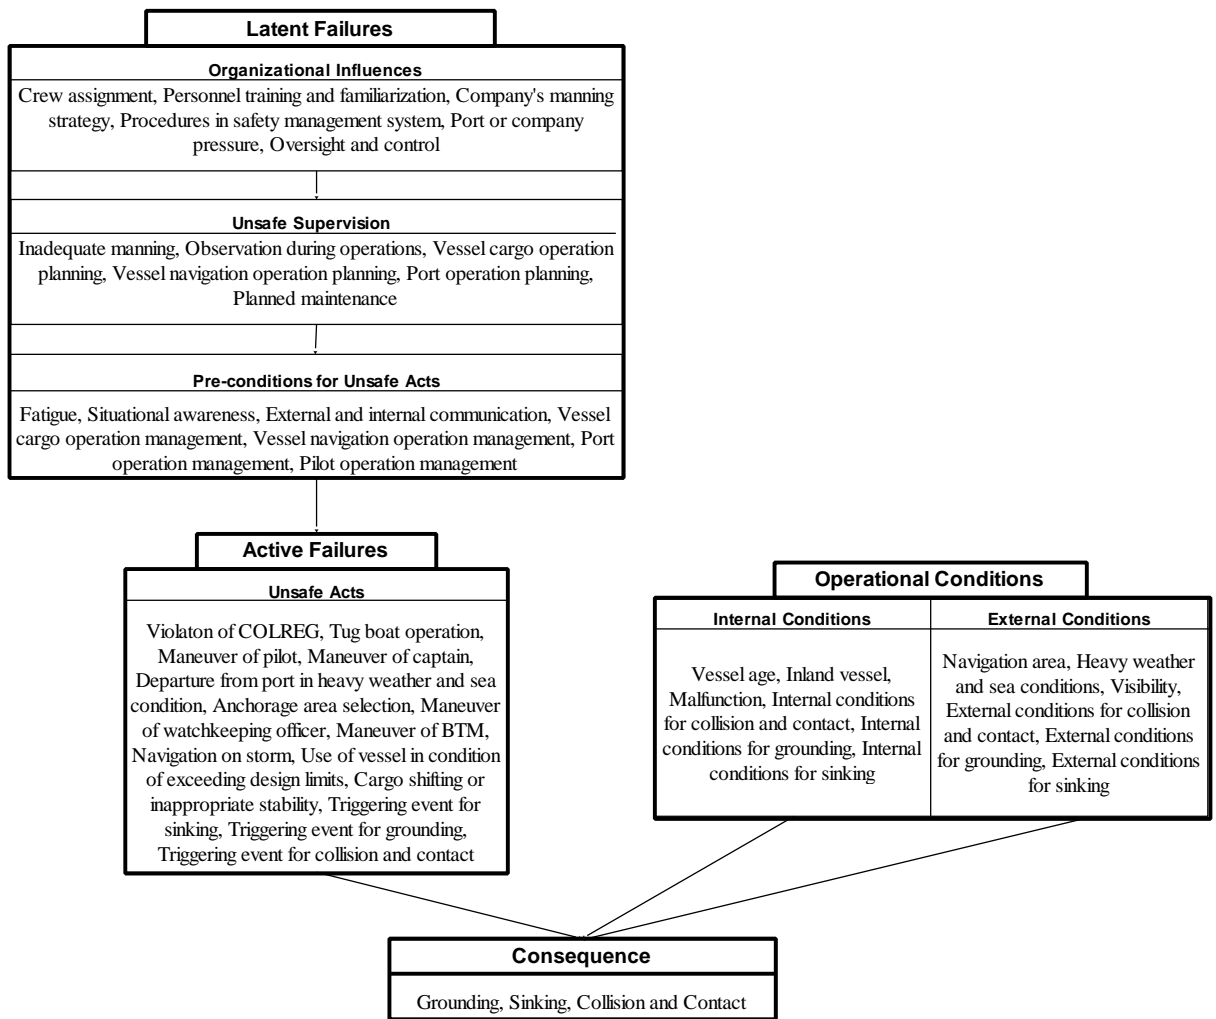 Latent Failures
Organizational Influences
Crew assignment, Personnel training and familiarization, Company's manning
strategy, Procedures in safety management system, Port or company
pressure, Oversight and control
Unsafe Supervision
Inadequate manning, Observation during operations, Vessel cargo operation
planning, Vessel navigation operation planning, Port operation planning,
Planned maintenance
Pre-conditions for Unsafe Acts
Fatigue, Situational awareness, External and internal communication, Vessel
cargo operation management, Vessel navigation operation management, Port
operation management, Pilot operation management
Active Failures
Unsafe Acts
Violaton of COLREG, Tug boat operation,
Maneuver of pilot, Maneuver of captain,
Departure from port in heavy weather and sea
condition, Anchorage area selection, Maneuver
of watchkeeping officer, Maneuver of BTM,
Navigation on storm, Use of vessel in condition
of exceeding design limits, Cargo shifting or
inappropriate stability, Triggering event for
sinking, Triggering event for grounding,
Triggering event for collision and contact
Operational Conditions
Internal Conditions
Vessel age, Inland vessel,
Malfunction, Internal conditions
for collision and contact, Internal
conditions for grounding, Internal
conditions for sinking
External Conditions
Navigation area, Heavy weather
and sea conditions, Visibility,
External conditions for collision
and contact, External conditions
for grounding, External conditions
for sinking
Consequence
Grounding, Sinking, Collision and Contact